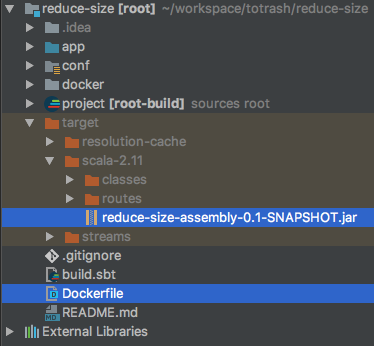 reduce-size [root] ~/workspace/totrash/reduce-size
.idea
app
conf
docker
project [root-build] sources root
target
resolution-cache
scala-2.11
classes
routes
reduce-size-assembly-0.1-SNAPSHOT.jar
streams
.gitignore
build.sbt
Dockerfile
README.md
External Libraries